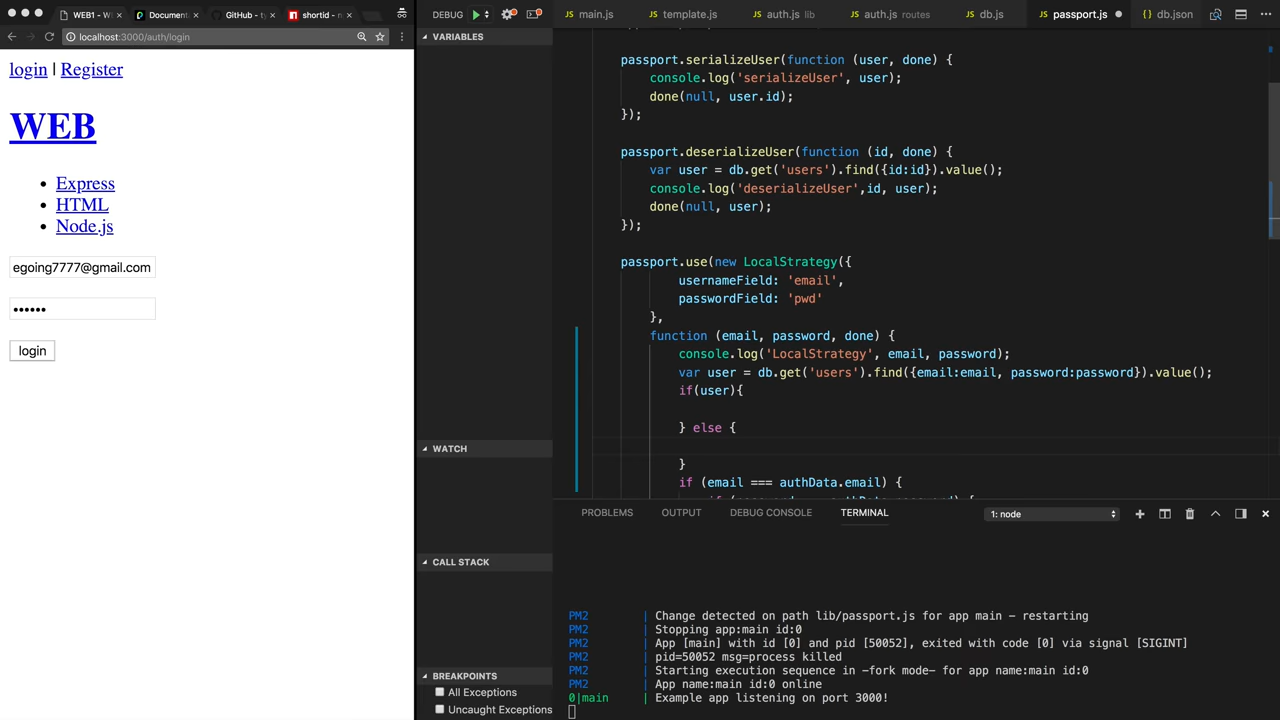 WEB1 - W
Document
GitHub - ty
shortid - n
localhost:3000/auth/login
login | Register
WEB
Express
HTML
Node.js
egoing7777@gmail.com
••••••
login
DEBUG
VARIABLES
WATCH
CALL STACK
BREAKPOINTS
All Exceptions
Uncaught Exceptions
main.js
template.js
auth.js lib
auth.js routes
db.js
passport.js
db.json
passport.serializeUser(function (user, done) {
console.log('serializeUser', user);
done(null, user.id);
});
passport.deserializeUser(function (id, done) {
var user = db.get('users').find({id:id}).value();
console.log('deserializeUser',id, user);
done(null, user);
});
passport.use(new LocalStrategy({
usernameField: 'email',
passwordField: 'pwd'
},
function (email, password, done) {
console.log('LocalStrategy', email, password);
var user = db.get('users').find({email:email, password:password}).value();
if(user){
} else {
}
if (email === authData.email) {
PROBLEMS
OUTPUT
DEBUG CONSOLE
TERMINAL
1: node
PM2 | Change detected on path lib/passport.js for app main - restarting
PM2 | Stopping app:main id:0
PM2 | App [main] with id [0] and pid [50052], exited with code [0] via signal [SIGINT]
PM2 | pid=50052 msg=process killed
PM2 | Starting execution sequence in -fork mode- for app name:main id:0
PM2 | App name:main id:0 online
0|main | Example app listening on port 3000!